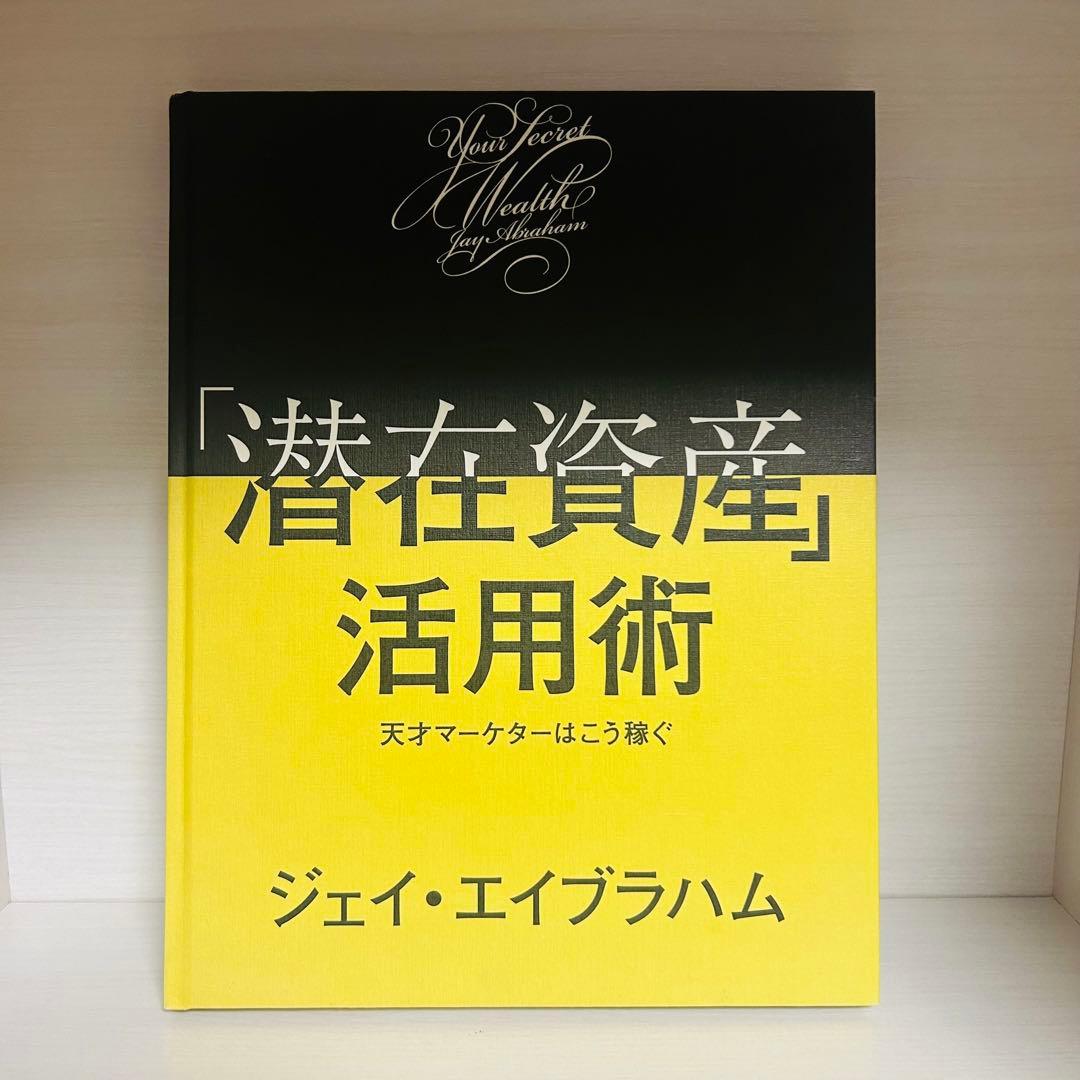 Your Secret
Wealth
Jay Abraham
「潜在資産」
活用術
天才マーケターはこう稼ぐ
ジェイ・エイブラハム